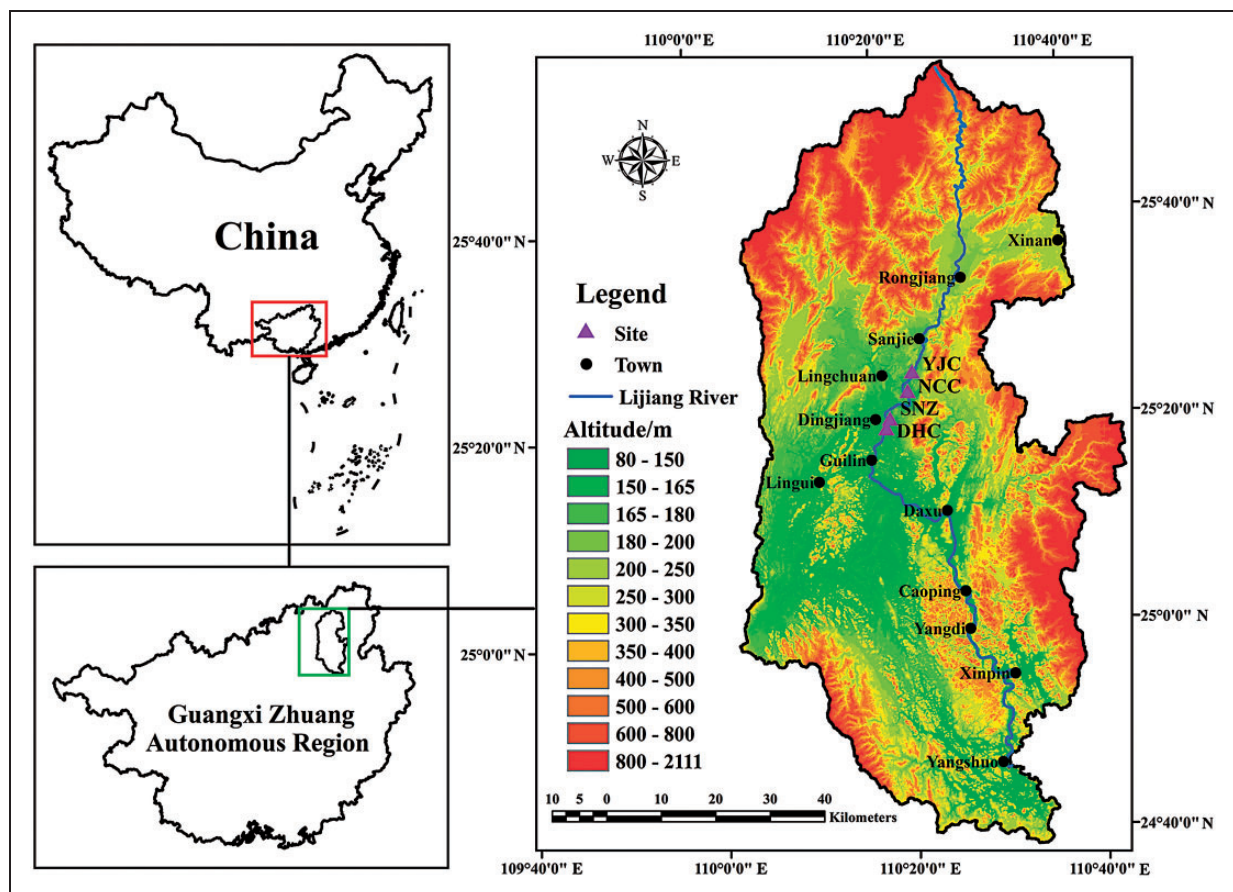 China
Guangxi Zhuang
Autonomous Region
110°0'0" E
110°20'0" E
110°40'0" E
25°40'0" N
25°20'0" N
25°0'0" N
N
W
E
S
Legend
Site
Town
Lijiang River
Altitude/m
80 - 150
150 - 165
165 - 180
180 - 200
200 - 250
250 - 300
300 - 350
350 - 400
400 - 500
500 - 600
600 - 800
800 - 2111
10 5 0 10 20 30 40
Kilometers
Xinan
Rongjiang
Sanjie
YJC
Lingchuan
NCC
SNZ
Dingjiang
DHC
Guilin
Lingui
Daxu
Caoping
Yangdi
Xinpin
Yangshuo
25°40'0" N
25°20'0" N
25°0'0" N
24°40'0" N
109°40'0" E
110°0'0" E
110°20'0" E
110°40'0" E